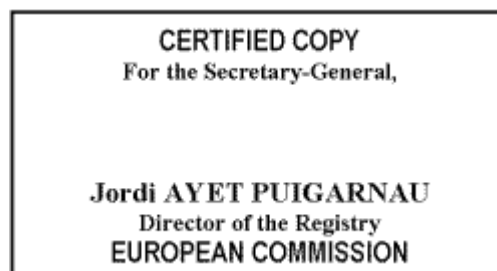 CERTIFIED COPY
For the Secretary-General,
Jordi AYET PUIGARNAU
Director of the Registry
EUROPEAN COMMISSION